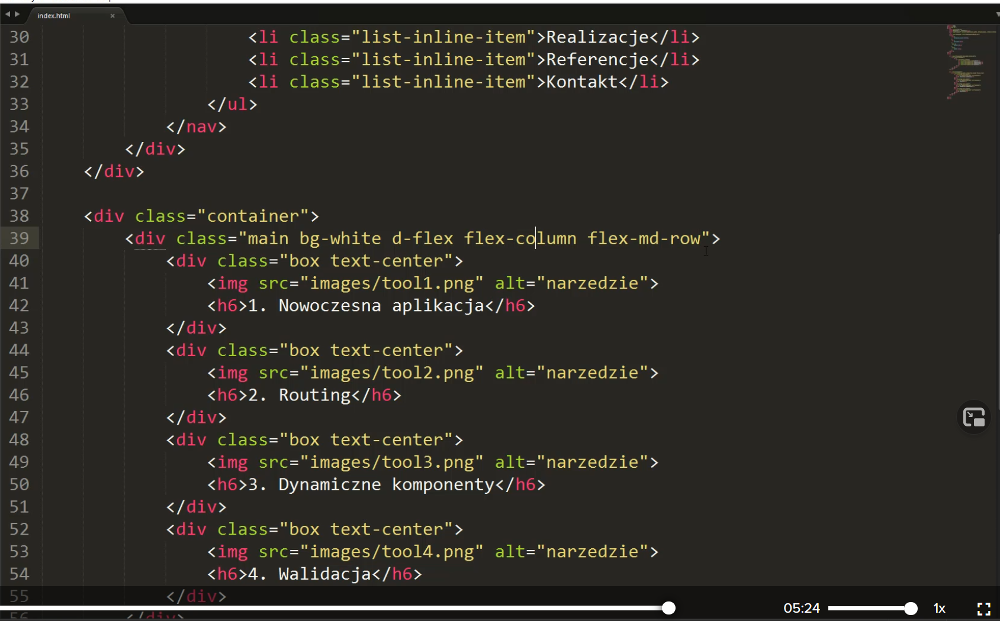 index.html ×
30 <li class="list-inline-item">Realizacje</li>
31 <li class="list-inline-item">Referencje</li>
32 <li class="list-inline-item">Kontakt</li>
33 </ul>
34 </nav>
35 </div>
36 </div>
37
38 <div class="container">
39 <div class="main bg-white d-flex flex-column flex-md-row">
40 <div class="box text-center">
41 <img src="images/tool1.png" alt="narzedzie">
42 <h6>1. Nowoczesna aplikacja</h6>
43 </div>
44 <div class="box text-center">
45 <img src="images/tool2.png" alt="narzedzie">
46 <h6>2. Routing</h6>
47 </div>
48 <div class="box text-center">
49 <img src="images/tool3.png" alt="narzedzie">
50 <h6>3. Dynamiczne komponenty</h6>
51 </div>
52 <div class="box text-center">
53 <img src="images/tool4.png" alt="narzedzie">
54 <h6>4. Walidacja</h6>
55 </div>
56 </div>
05:24 1x